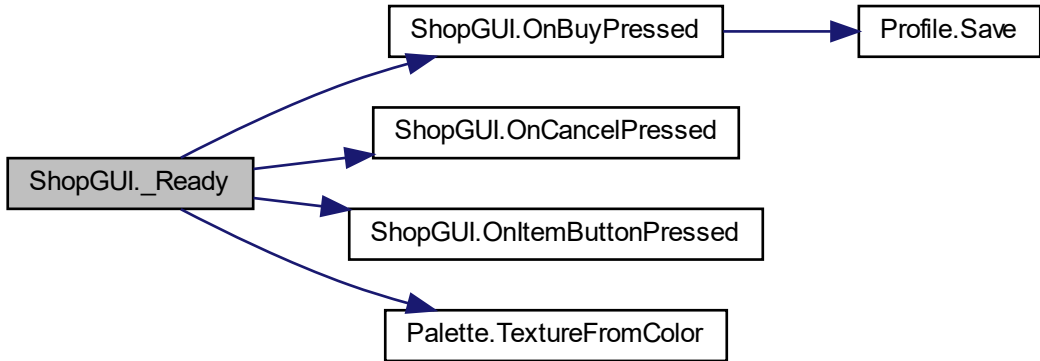 ShopGUI._Ready
ShopGUI.OnBuyPressed
Profile.Save
ShopGUI.OnCancelPressed
ShopGUI.OnItemButtonPressed
Palette.TextureFromColor